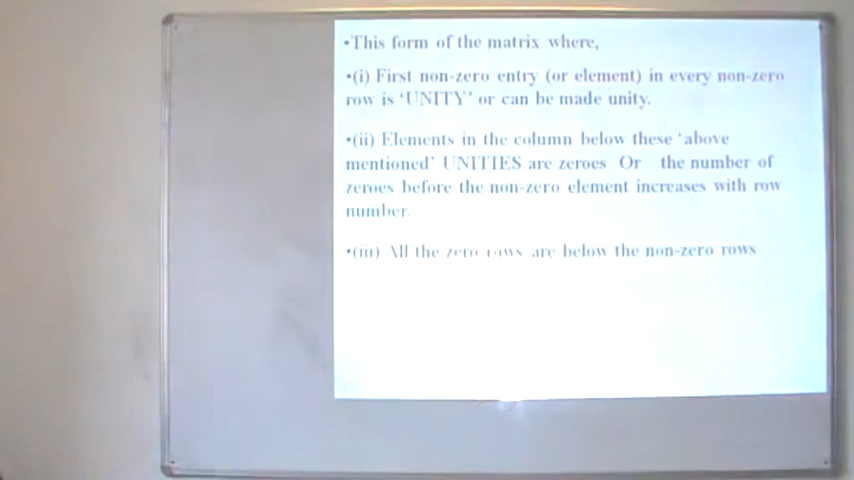 •This form of the matrix where,
•(i) First non-zero entry (or element) in every non-zero
row is ‘UNITY’ or can be made unity.
•(ii) Elements in the column below these ‘above
mentioned’ UNITIES are zeroes Or the number of
zeroes before the non-zero element increases with row
number.
•(iii) All the zero rows are below the non-zero rows